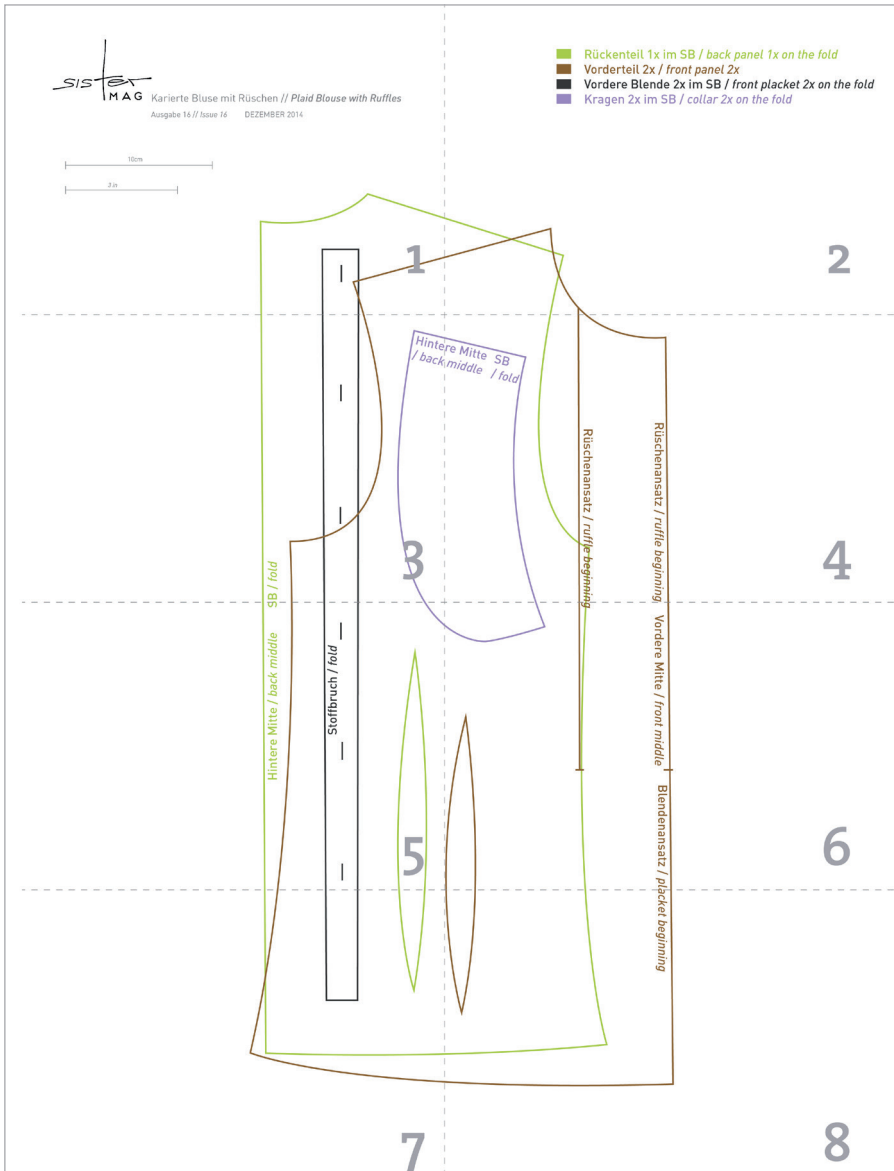 sister
MAG
Karierte Bluse mit Rüschen // Plaid Blouse with Ruffles
Ausgabe 16 // Issue 16 DEZEMBER 2014
Rückenteil 1x im SB / back panel 1x on the fold
Vorderteil 2x / front panel 2x
Vordere Blende 2x im SB / front placket 2x on the fold
Kragen 2x im SB / collar 2x on the fold
10cm
3 in
1
2
Hintere Mitte SB
/ back middle / fold
Rüschenansatz / ruffle beginning
Rüschenansatz / ruffle beginning Vordere Mitte / front middle
3
4
Hintere Mitte / back middle SB / fold
Stoffbruch / fold
Blendenansatz / placket beginning
5
6
7
8